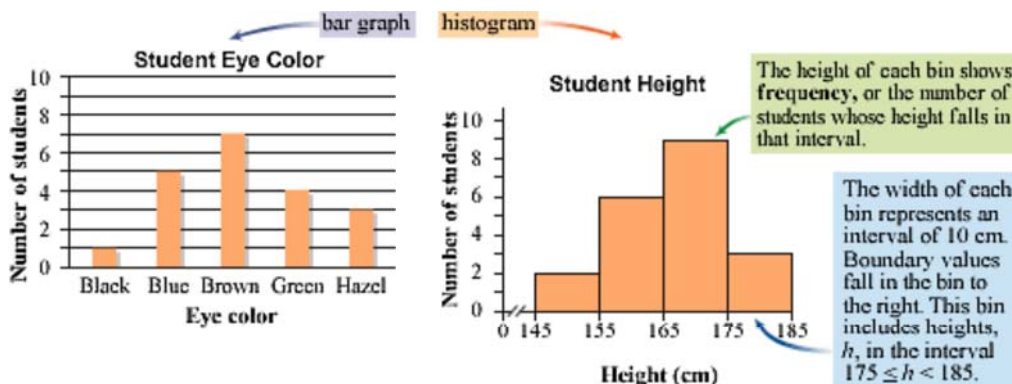 bar graph
histogram
Student Eye Color
Number of students
10
8
6
4
2
0
Black Blue Brown Green Hazel
Eye color
Student Height
Number of students
10
8
6
4
2
0
0 145 155 165 175 185
Height (cm)
The height of each bin shows
frequency, or the number of
students whose height falls in
that interval.
The width of each
bin represents an
interval of 10 cm.
Boundary values
fall in the bin to
the right. This bin
includes heights,
h, in the interval
175 ≤ h < 185.